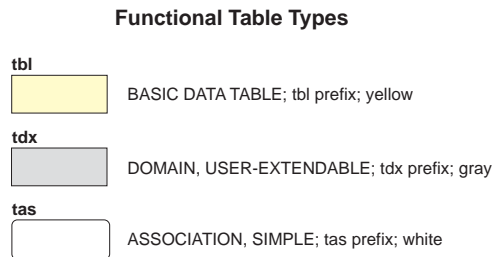 Functional Table Types
tbl
BASIC DATA TABLE; tbl prefix; yellow
tdx
DOMAIN, USER-EXTENDABLE; tdx prefix; gray
tas
ASSOCIATION, SIMPLE; tas prefix; white